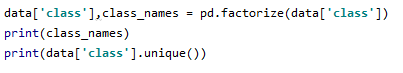 data['class'],class_names = pd.factorize(data['class'])
print(class_names)
print(data['class'].unique())